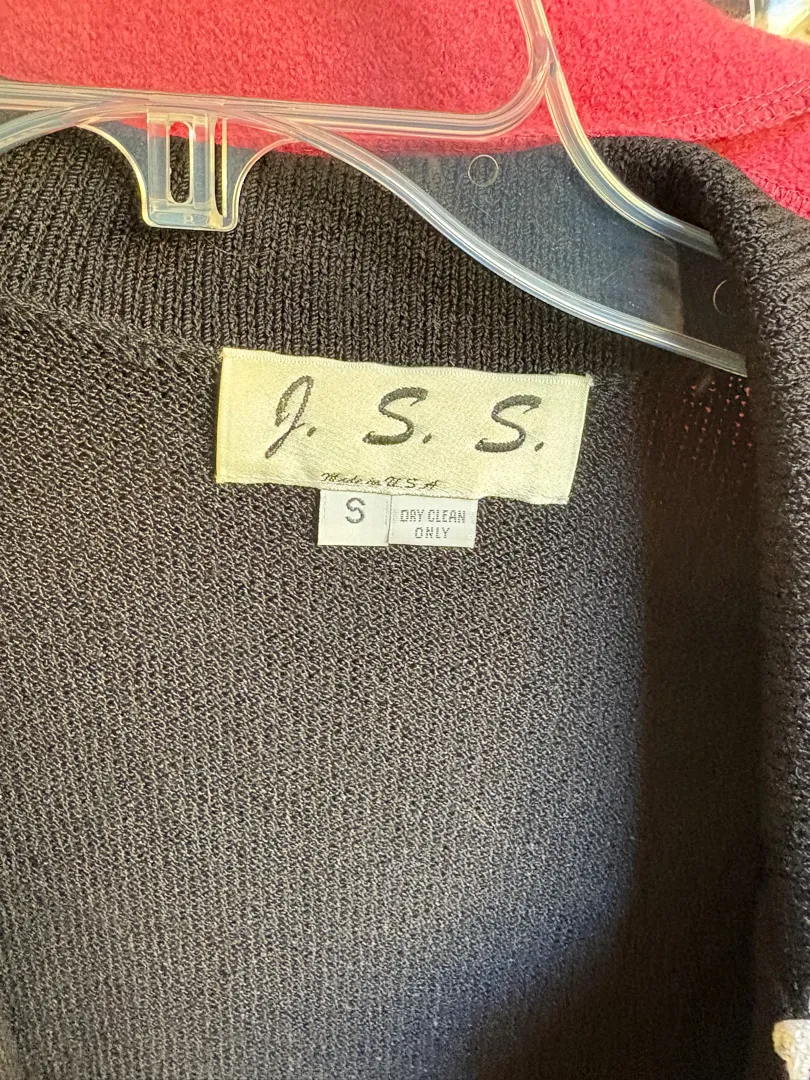 J. S. S.
Made in U S A
S
DRY CLEAN
ONLY